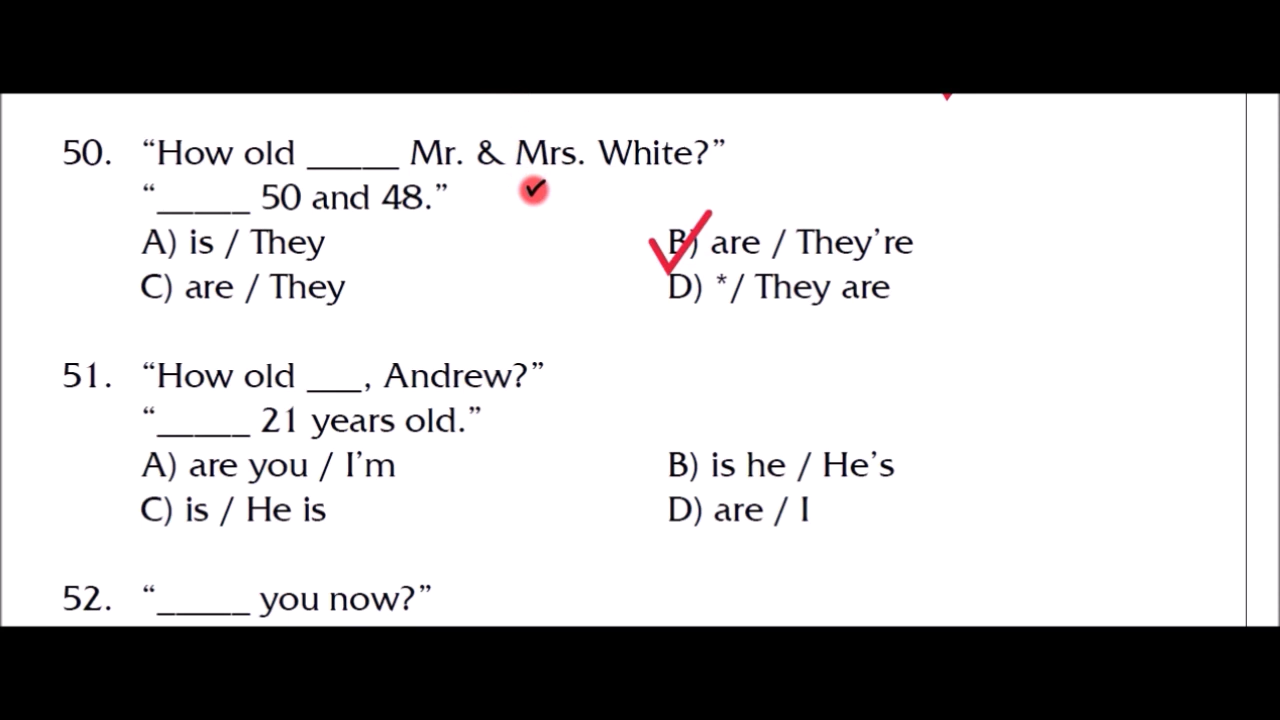 50. “How old _____ Mr. & Mrs. White?”
“_____ 50 and 48.”
A) is / They
B) are / They’re
C) are / They
D) */ They are
51. “How old ___, Andrew?”
“_____ 21 years old.”
A) are you / I’m
B) is he / He’s
C) is / He is
D) are / I
52. “_____ you now?”